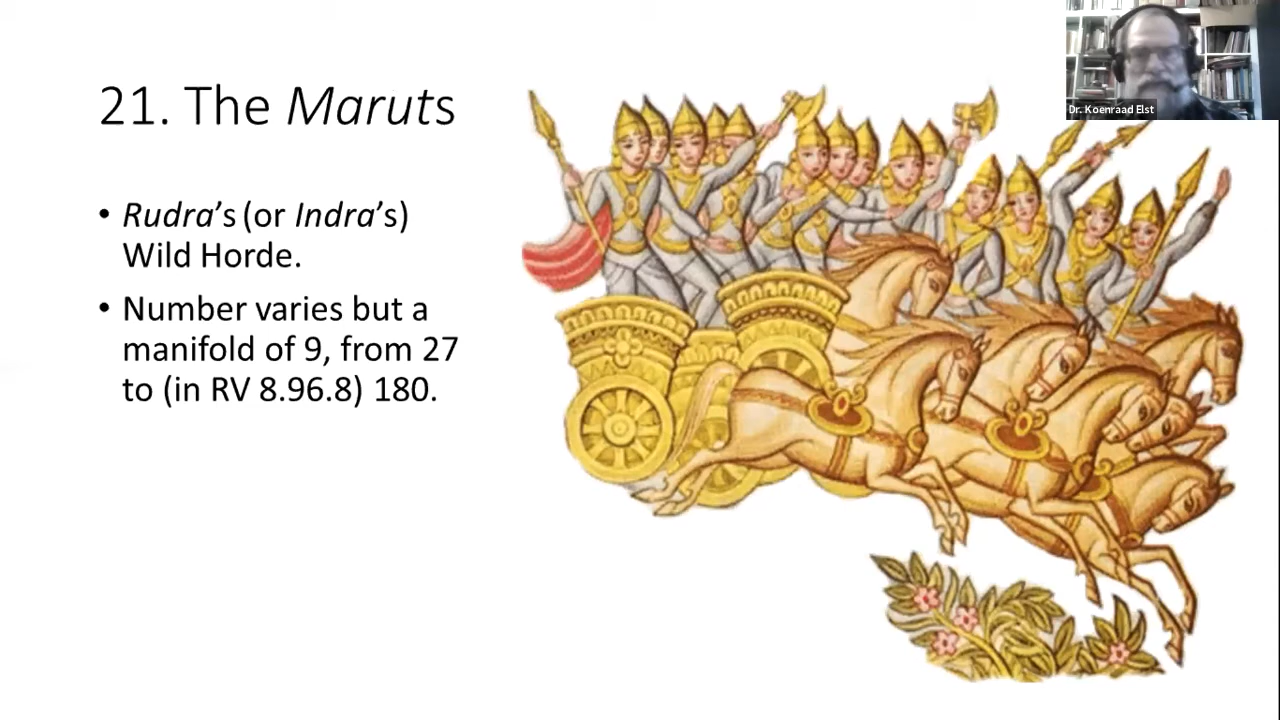 21. The Maruts
• Rudra’s (or Indra’s)
Wild Horde.
• Number varies but a
manifold of 9, from 27
to (in RV 8.96.8) 180.
Dr. Koenraad Elst